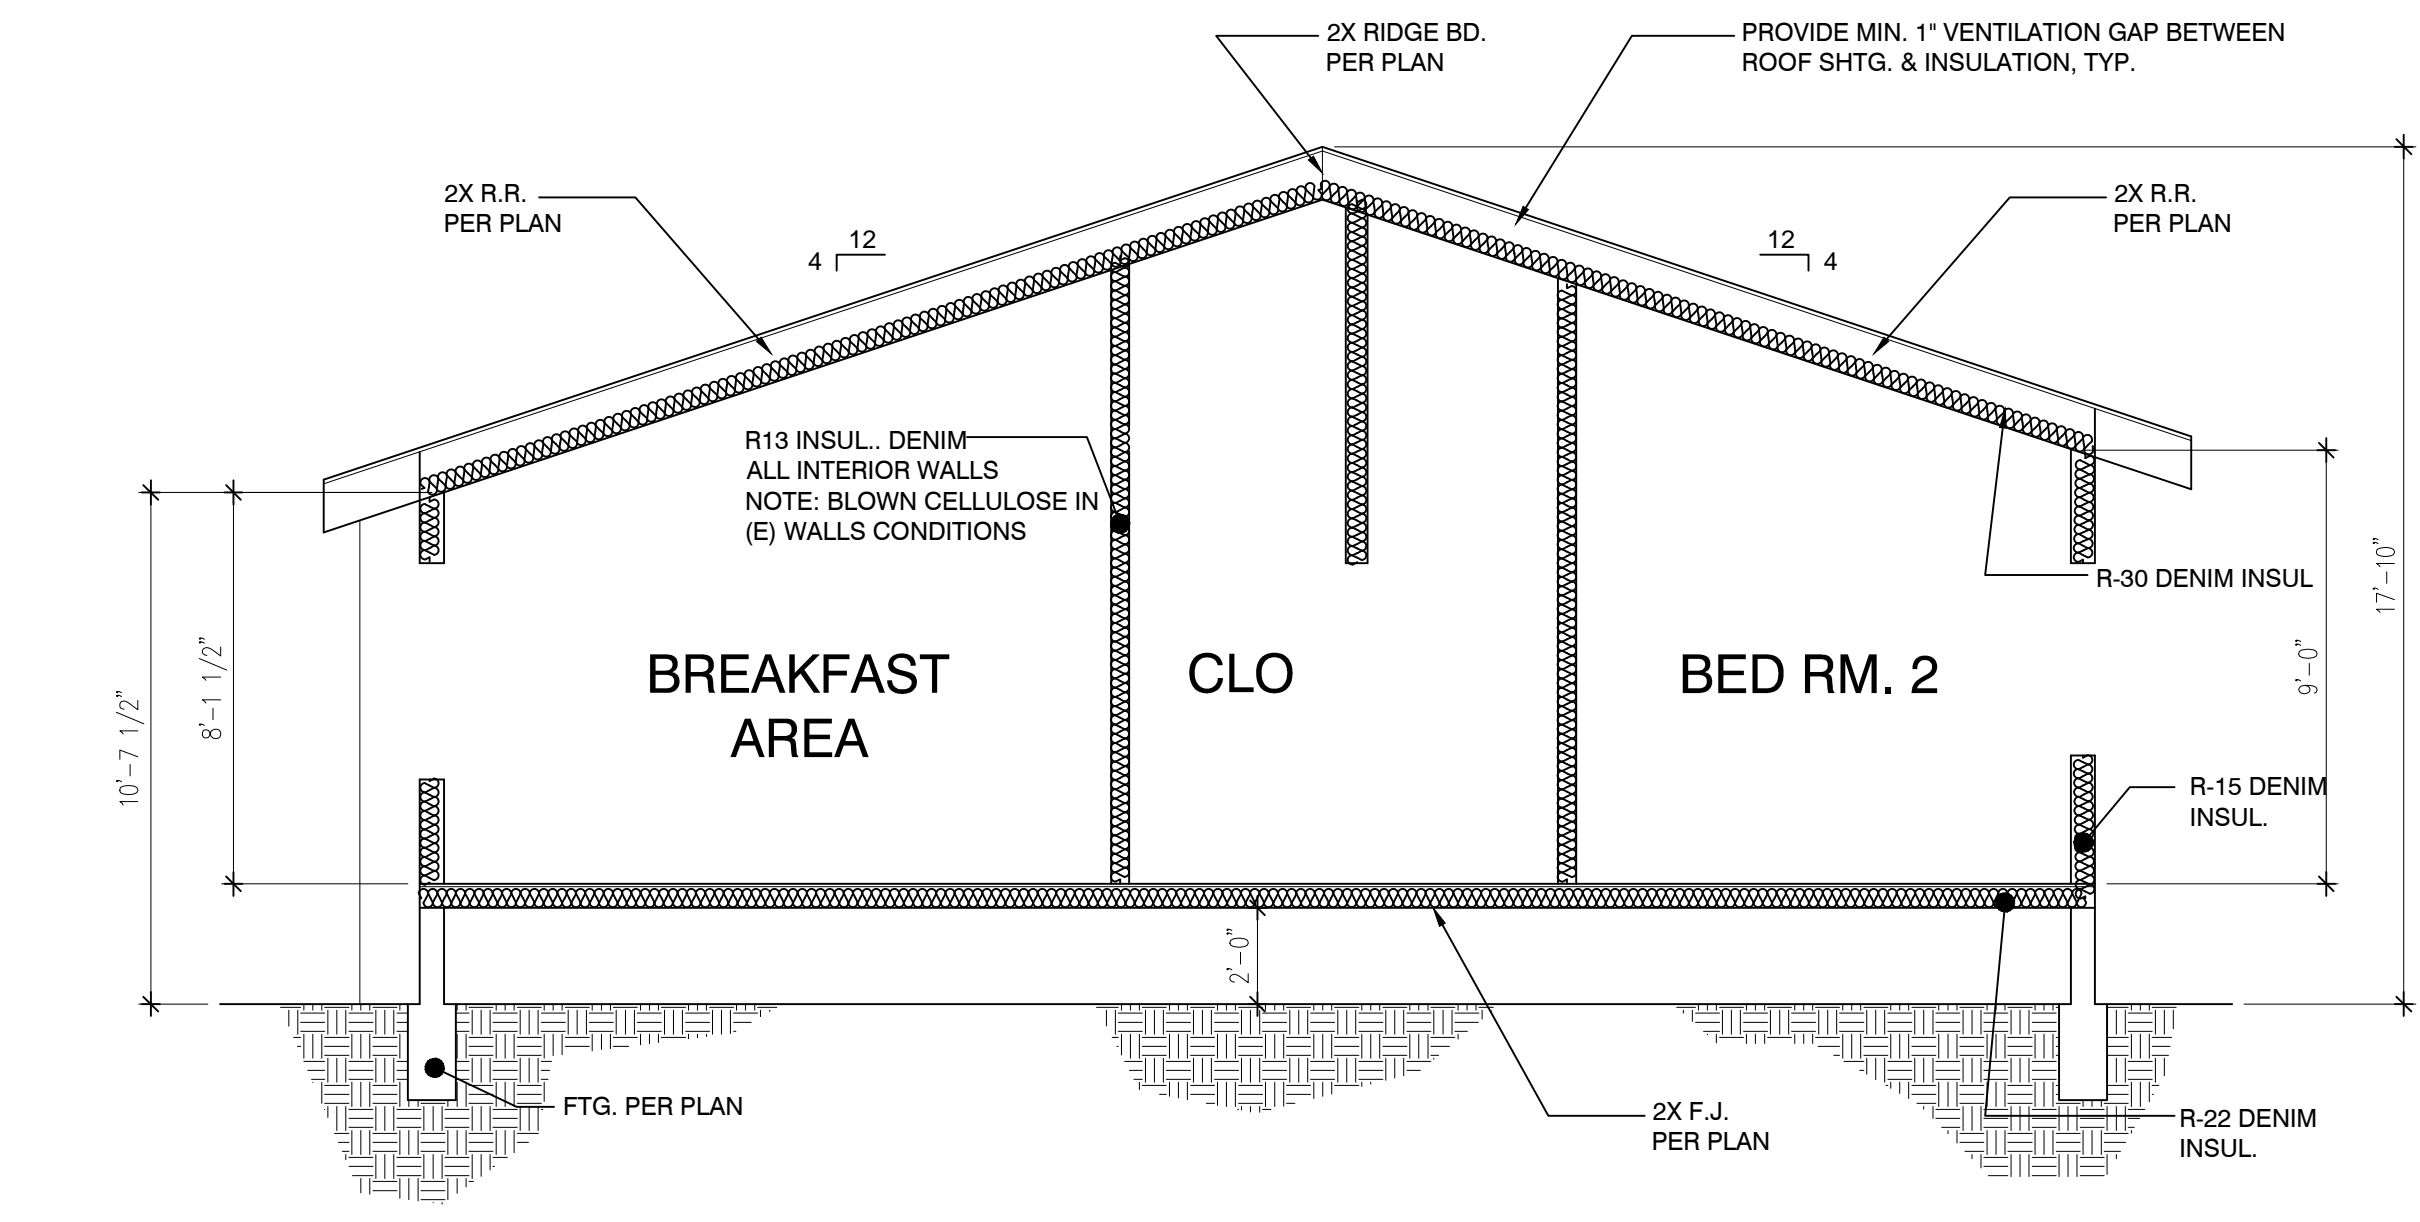 2X RIDGE BD.
PER PLAN
PROVIDE MIN. 1" VENTILATION GAP BETWEEN
ROOF SHTG. & INSULATION, TYP.
2X R.R.
PER PLAN
12
4
12
4
2X R.R.
PER PLAN
R13 INSUL.. DENIM
ALL INTERIOR WALLS
NOTE: BLOWN CELLULOSE IN
(E) WALLS CONDITIONS
R-30 DENIM INSUL
17'-10"
10'-7 1/2"
8'-1 1/2"
9'-0"
BREAKFAST
AREA
CLO
BED RM. 2
R-15 DENIM
INSUL.
2'-0"
FTG. PER PLAN
2X F.J.
PER PLAN
R-22 DENIM
INSUL.